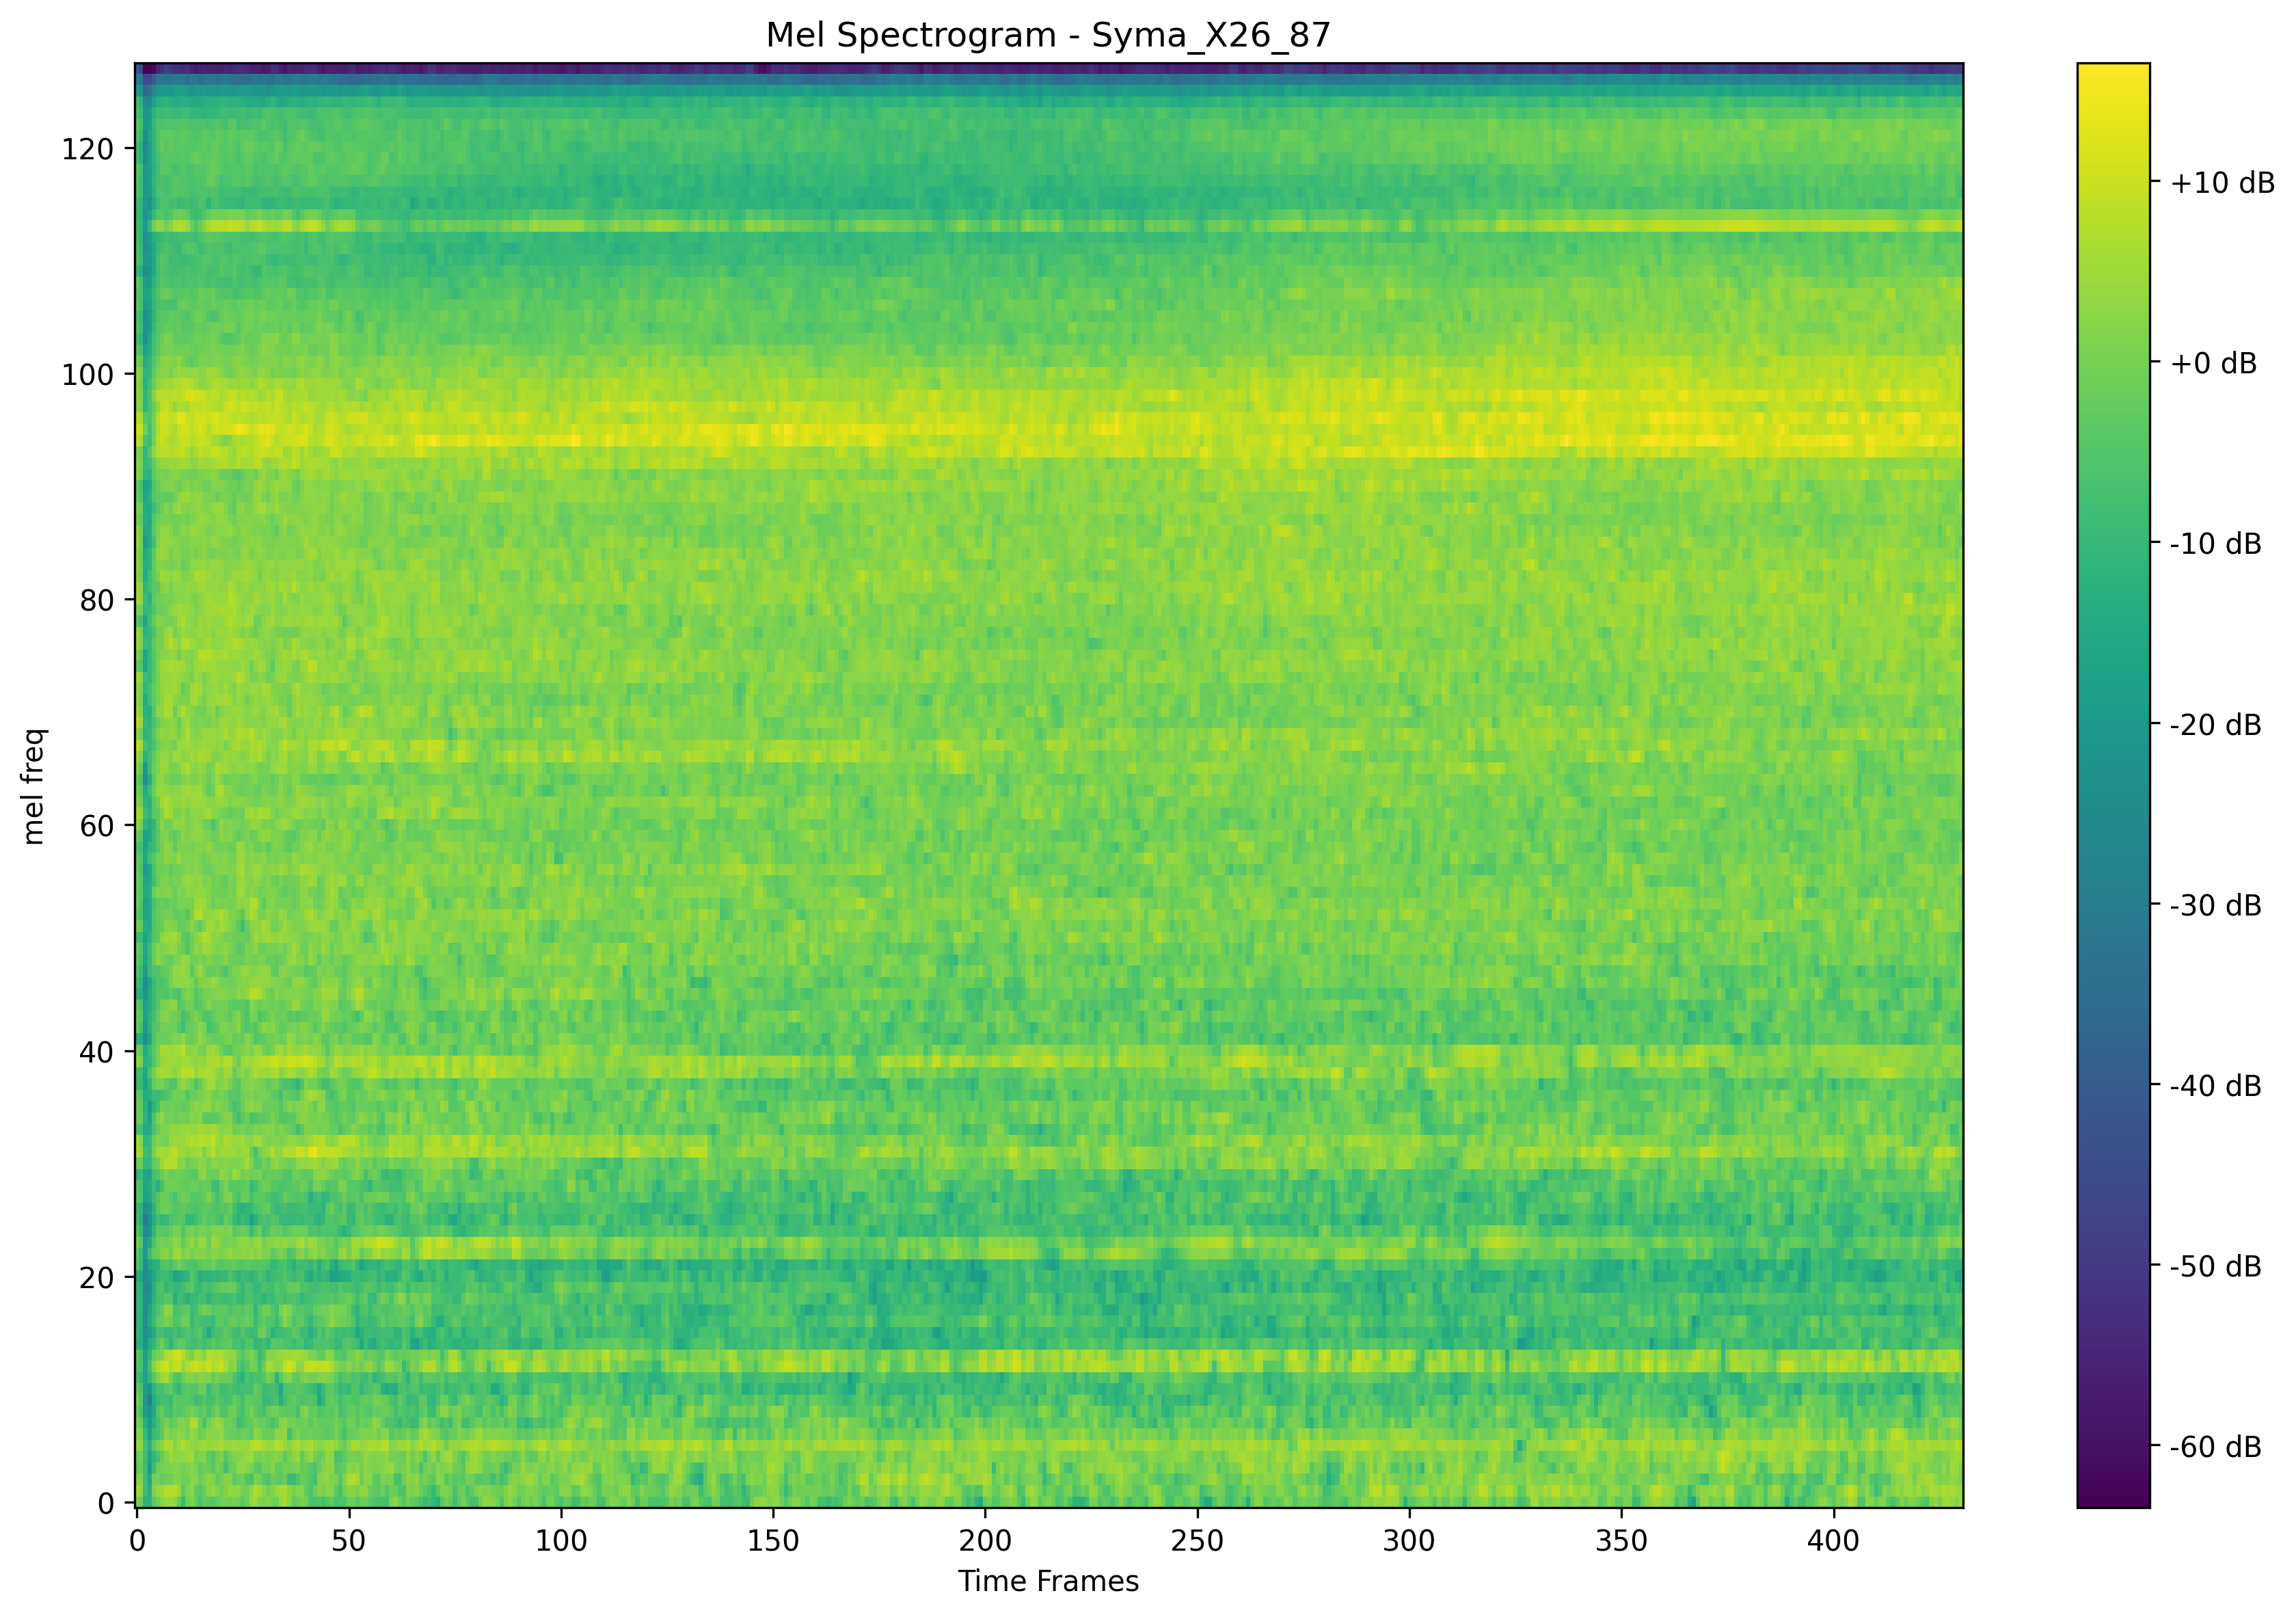 Mel Spectrogram - Syma_X26_87
mel freq
120
100
80
60
40
20
0
0 50 100 150 200 250 300 350 400
Time Frames
+10 dB
+0 dB
-10 dB
-20 dB
-30 dB
-40 dB
-50 dB
-60 dB